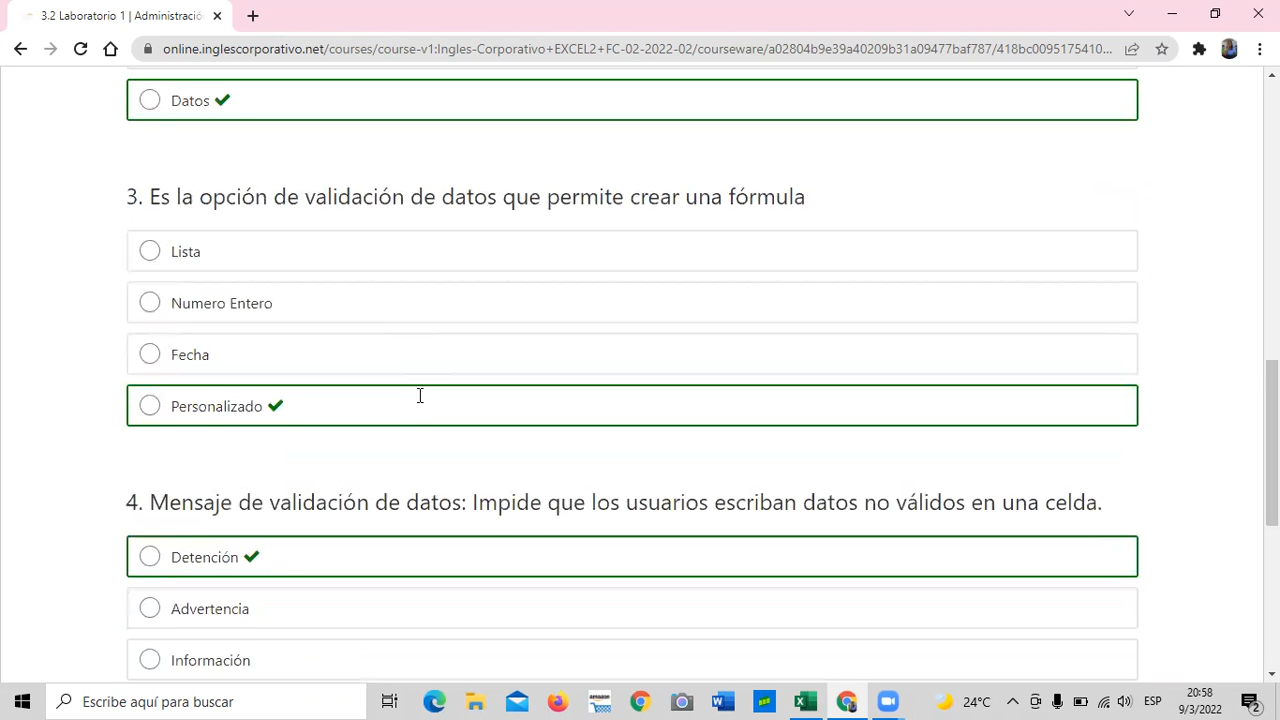 3.2 Laboratorio 1 | Administració
online.inglescorporativo.net/courses/course-v1:Ingles-Corporativo+EXCEL2+FC-02-2022-02/courseware/a02804b9e39a40209b31a09477baf787/418bc0095175410...
Datos
3. Es la opción de validación de datos que permite crear una fórmula
Lista
Numero Entero
Fecha
Personalizado
4. Mensaje de validación de datos: Impide que los usuarios escriban datos no válidos en una celda.
Detención
Advertencia
Información
Escribe aquí para buscar
amazon
24°C
ESP
20:58
9/3/2022
2